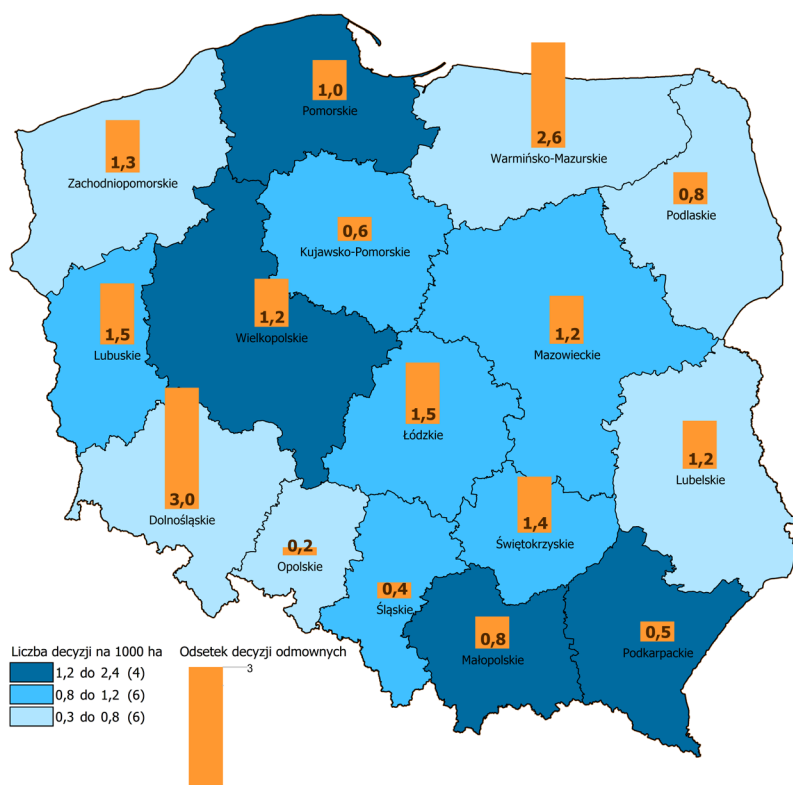 1,0
Pomorskie
2,6
Warmińsko-Mazurskie
1,3
Zachodniopomorskie
0,8
Podlaskie
0,6
Kujawsko-Pomorskie
1,5
Lubuskie
1,2
Wielkopolskie
1,2
Mazowieckie
1,5
Łódzkie
1,2
Lubelskie
3,0
Dolnośląskie
1,4
Świętokrzyskie
0,2
Opolskie
0,4
Śląskie
0,8
Małopolskie
0,5
Podkarpackie
Liczba decyzji na 1000 ha
1,2 do 2,4 (4)
0,8 do 1,2 (6)
0,3 do 0,8 (6)
Odsetek decyzji odmownych
3